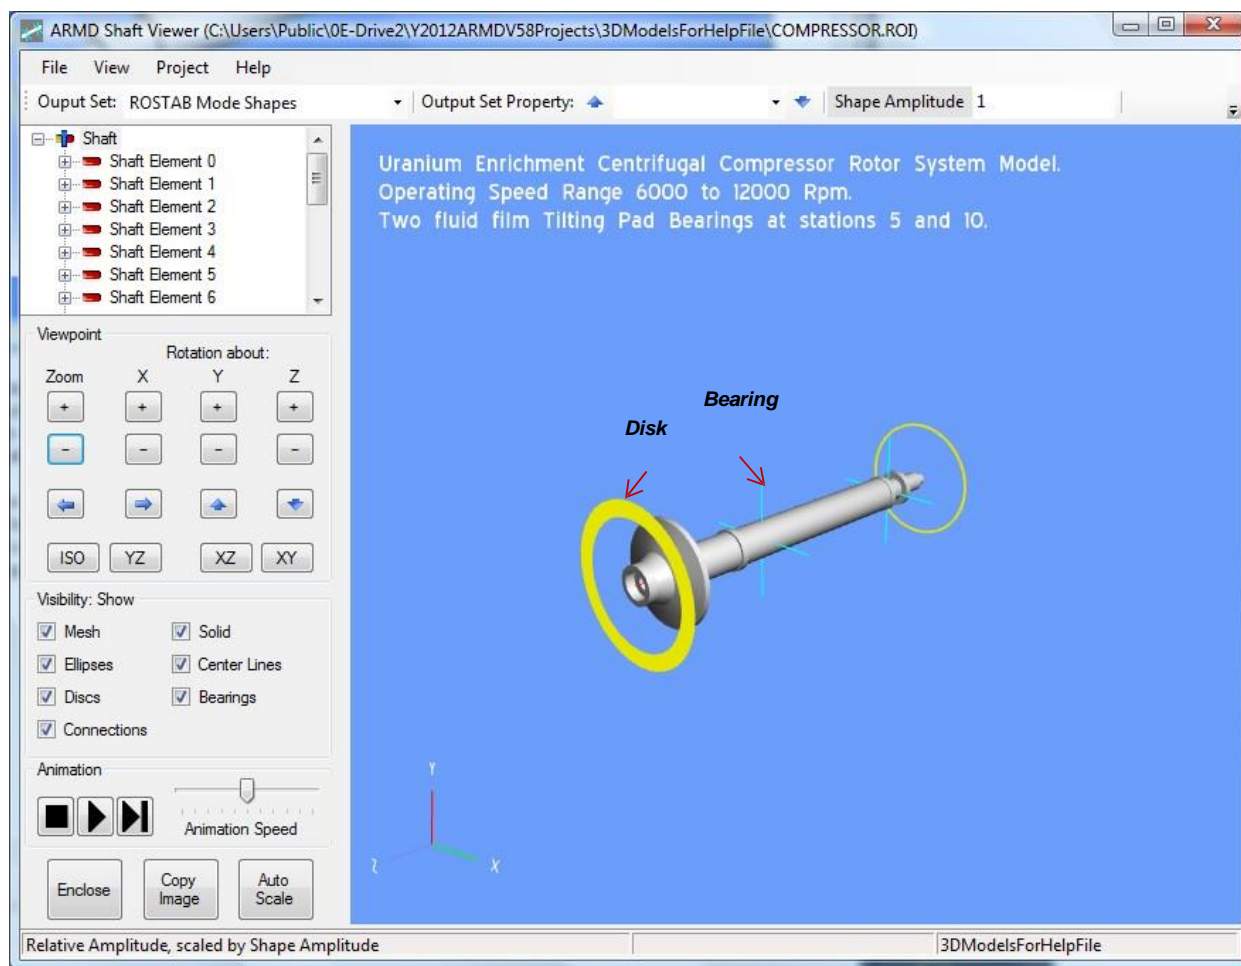 ARMD Shaft Viewer (C:\Users\Public\0E-Drive2\Y2012ARMDV58Projects\3DModelsForHelpFile\COMPRESSOR.ROI)
File View Project Help
Ouput Set: ROSTAB Mode Shapes Output Set Property: Shape Amplitude 1
Shaft
Shaft Element 0
Shaft Element 1
Shaft Element 2
Shaft Element 3
Shaft Element 4
Shaft Element 5
Shaft Element 6
Uranium Enrichment Centrifugal Compressor Rotor System Model.
Operating Speed Range 6000 to 12000 Rpm.
Two fluid film Tilting Pad Bearings at stations 5 and 10.
Viewpoint
Rotation about:
Zoom X Y Z
+ + + +
- - - -
ISO YZ XZ XY
Bearing
Disk
Visibility: Show
Mesh Solid
Ellipses Center Lines
Discs Bearings
Connections
Animation
Animation Speed
Enclose Copy Image Auto Scale
Y
Z X
Relative Amplitude, scaled by Shape Amplitude 3DModelsForHelpFile